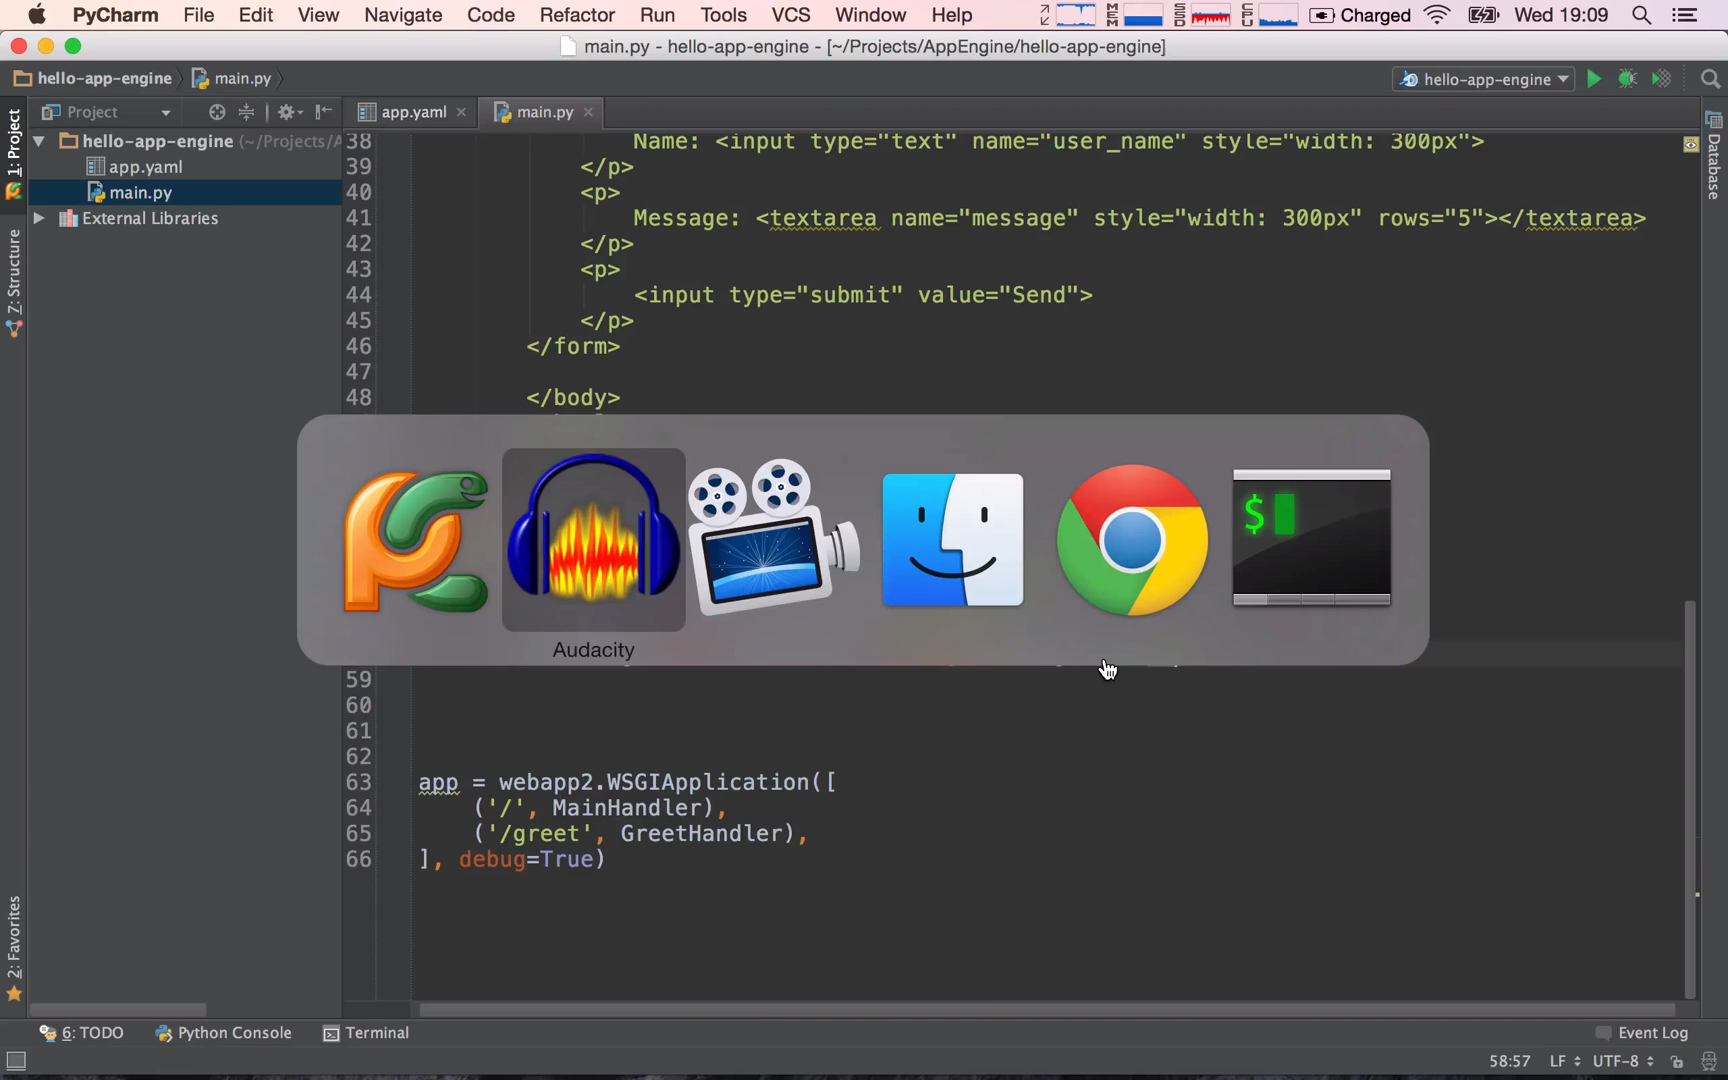 PyCharm File Edit View Navigate Code Refactor Run Tools VCS Window Help MEM SSD CPU Charged Wed 19:09
main.py - hello-app-engine - [~/Projects/AppEngine/hello-app-engine]
hello-app-engine main.py hello-app-engine
Project app.yaml main.py
1: Project
Z: Structure
2: Favorites
Database
hello-app-engine (~/Projects/A
app.yaml
main.py
External Libraries
38 Name: <input type="text" name="user_name" style="width: 300px">
39 </p>
40 <p>
41 Message: <textarea name="message" style="width: 300px" rows="5"></textarea>
42 </p>
43 <p>
44 <input type="submit" value="Send">
45 </p>
46 </form>
47
48 </body>
$
Audacity
59
60
61
62
63 app = webapp2.WSGIApplication([
64 ('/', MainHandler),
65 ('/greet', GreetHandler),
66 ], debug=True)
6: TODO Python Console Terminal Event Log
58:57 LF UTF-8